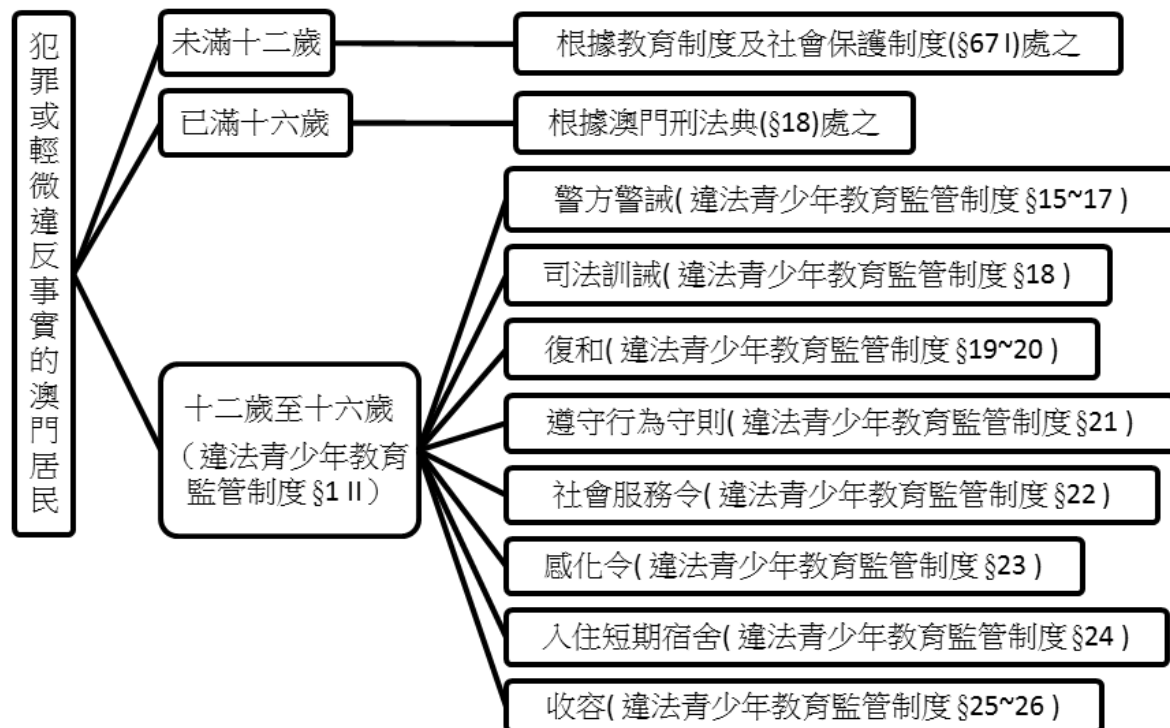 犯罪或輕微違反事實的澳門居民
未滿十二歲
根據教育制度及社會保護制度(§67 I)處之
已滿十六歲
根據澳門刑法典(§18)處之
十二歲至十六歲
（違法青少年教育
監管制度 §1 II）
警方警誡( 違法青少年教育監管制度 §15~17 )
司法訓誡( 違法青少年教育監管制度 §18 )
復和( 違法青少年教育監管制度 §19~20 )
遵守行為守則( 違法青少年教育監管制度 §21 )
社會服務令( 違法青少年教育監管制度 §22 )
感化令( 違法青少年教育監管制度 §23 )
入住短期宿舍( 違法青少年教育監管制度 §24 )
收容( 違法青少年教育監管制度 §25~26 )